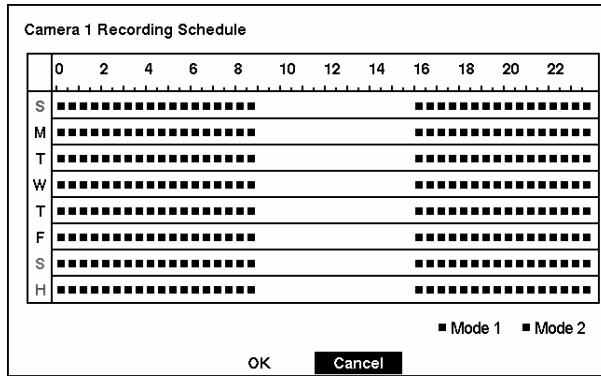 Camera 1 Recording Schedule
0 2 4 6 8 10 12 14 16 18 20 22
S
M
T
W
T
F
S
H
Mode 1 Mode 2
OK Cancel